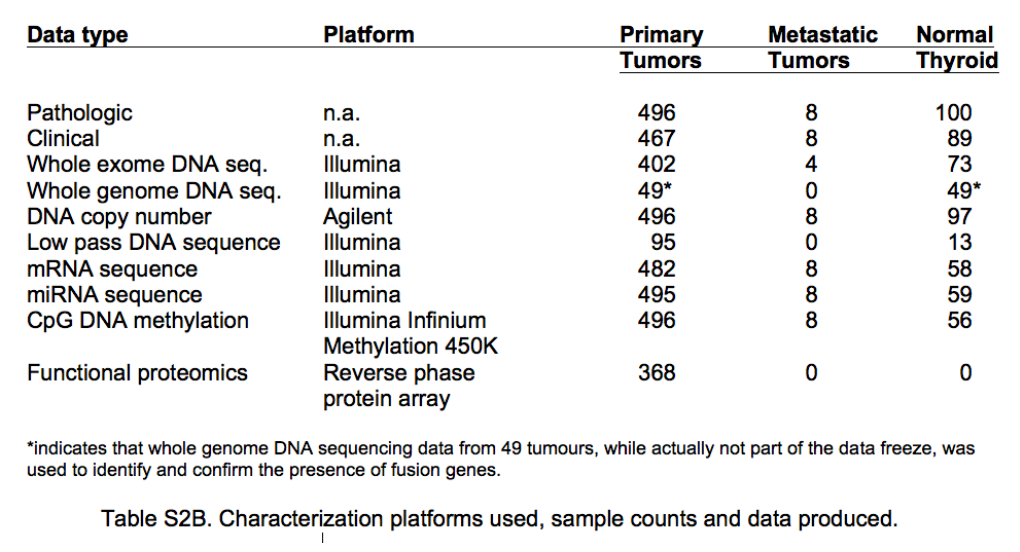 Data type Platform Primary Metastatic Normal
Tumors Tumors Thyroid
Pathologic n.a. 496 8 100
Clinical n.a. 467 8 89
Whole exome DNA seq. Illumina 402 4 73
Whole genome DNA seq. Illumina 49* 0 49*
DNA copy number Agilent 496 8 97
Low pass DNA sequence Illumina 95 0 13
mRNA sequence Illumina 482 8 58
miRNA sequence Illumina 495 8 59
CpG DNA methylation Illumina Infinium 496 8 56
Methylation 450K
Functional proteomics Reverse phase 368 0 0
protein array
*indicates that whole genome DNA sequencing data from 49 tumours, while actually not part of the data freeze, was
used to identify and confirm the presence of fusion genes.
Table S2B. Characterization platforms used, sample counts and data produced.